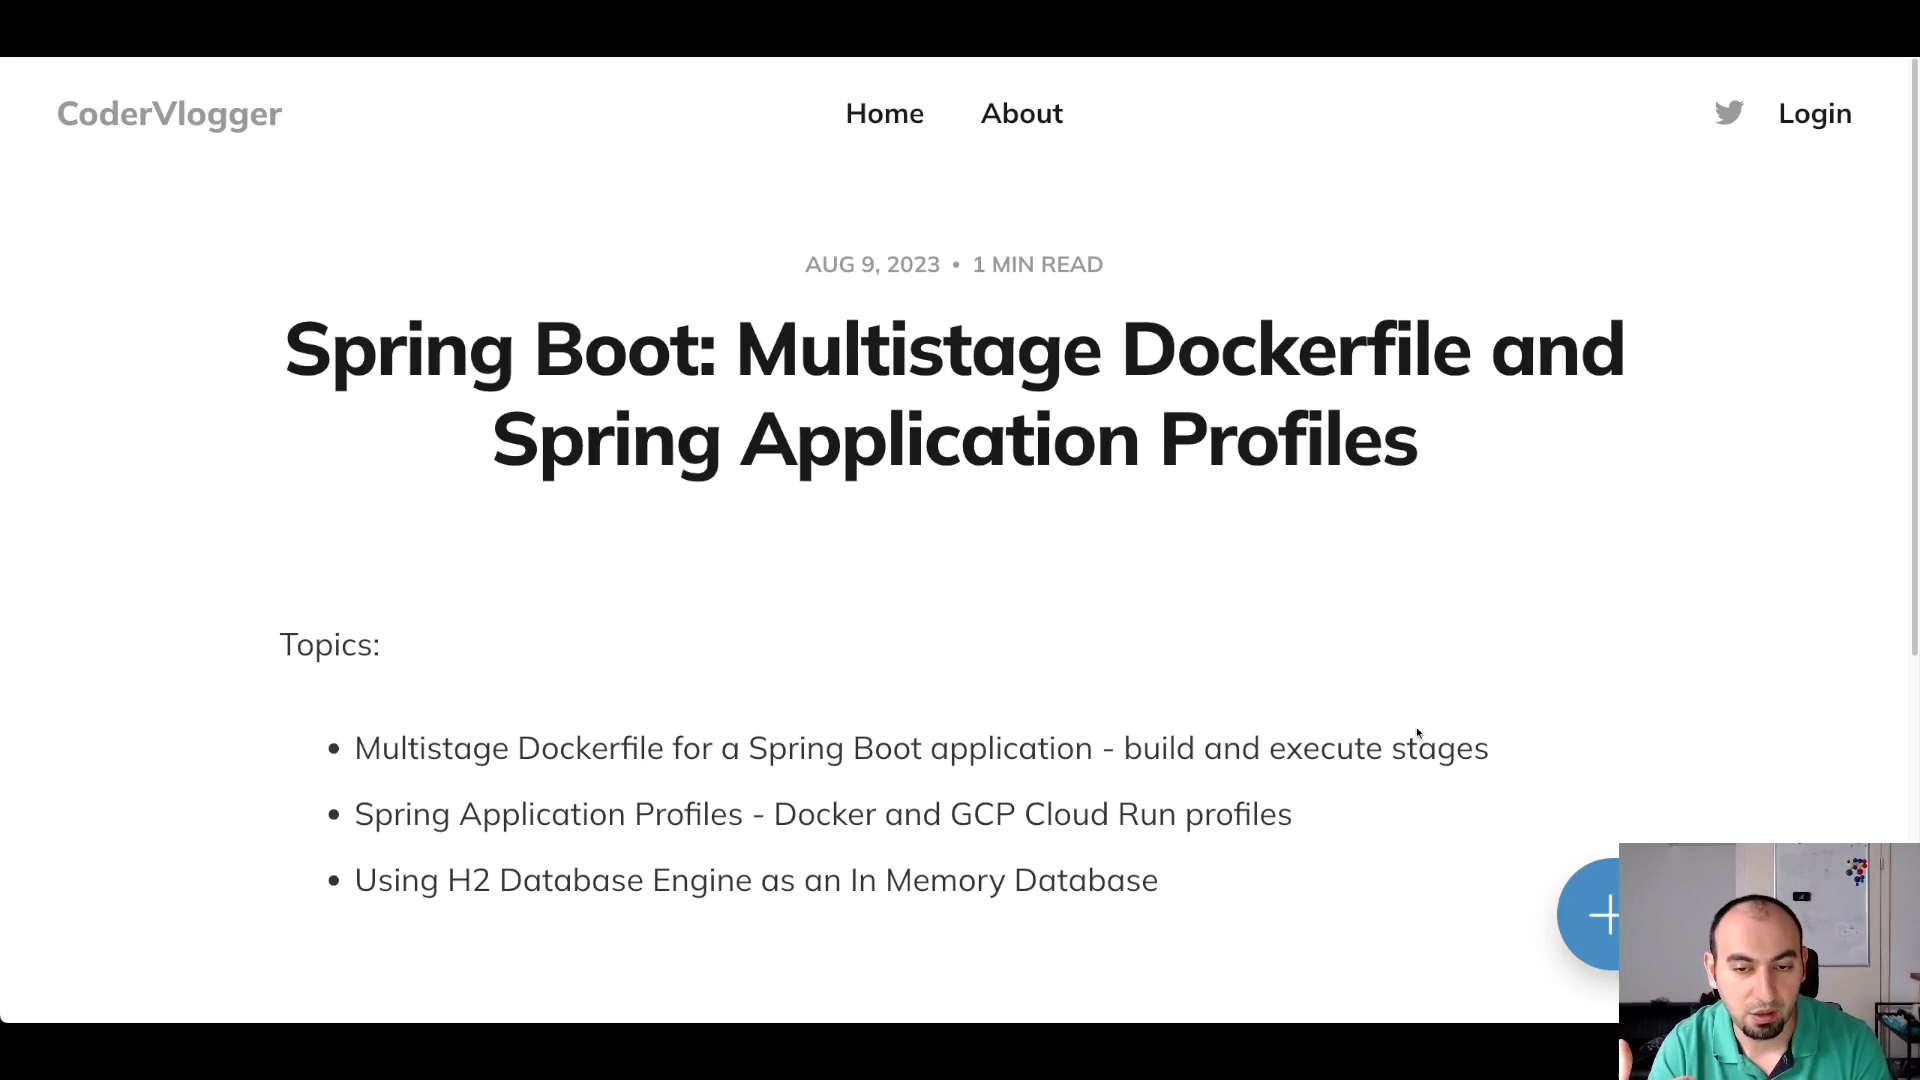 CoderVlogger
Home
About
Login
AUG 9, 2023 • 1 MIN READ
Spring Boot: Multistage Dockerfile and
Spring Application Profiles
Topics:
• Multistage Dockerfile for a Spring Boot application - build and execute stages
• Spring Application Profiles - Docker and GCP Cloud Run profiles
• Using H2 Database Engine as an In Memory Database